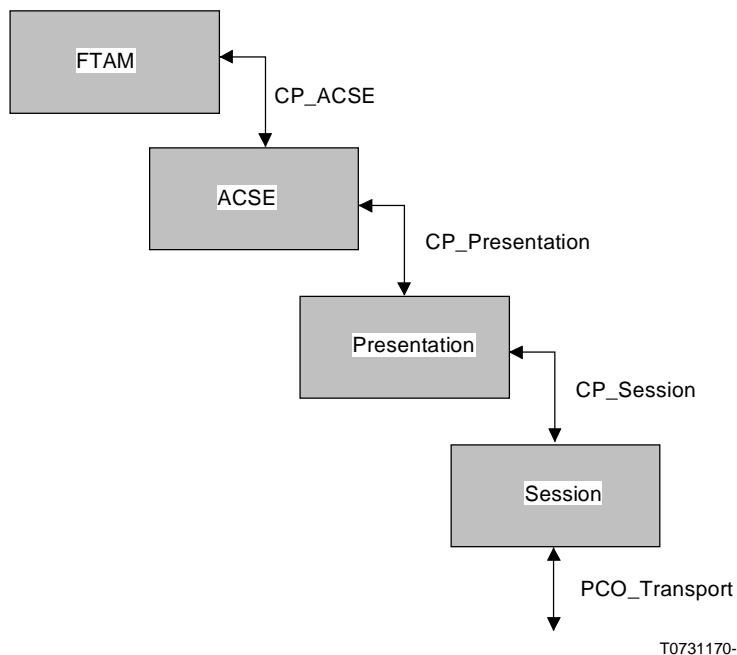 FTAM
CP_ACSE
ACSE
CP_Presentation
Presentation
CP_Session
Session
PCO_Transport
T0731170-